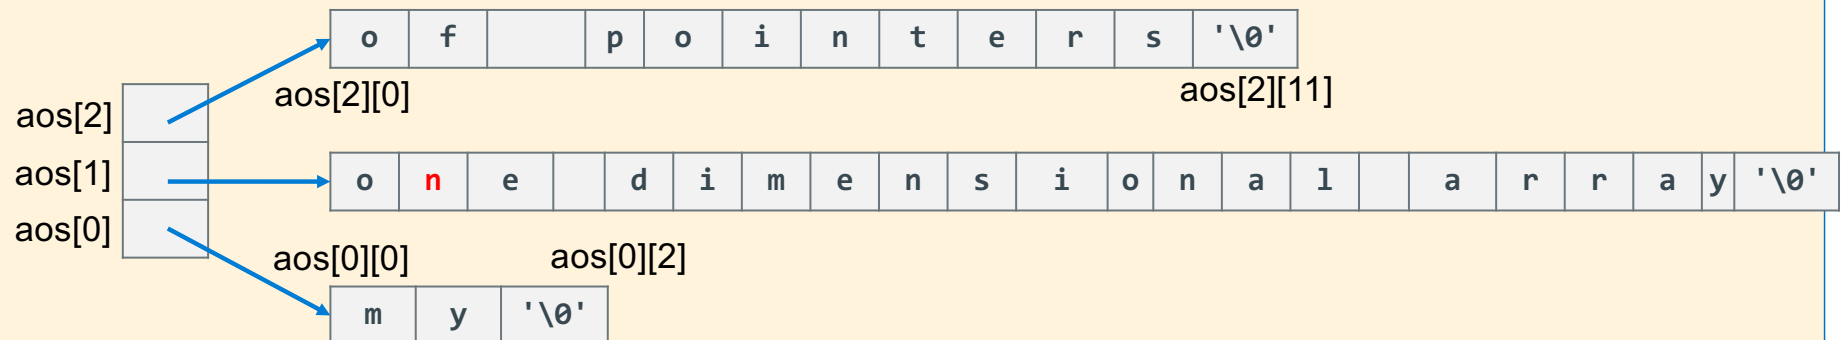 o f p o i n t e r s '\0'
aos[2][0] aos[2][11]
aos[2]
aos[1] o n e d i m e n s i o n a l a r r a y '\0'
aos[0]
aos[0][0] aos[0][2]
m y '\0'